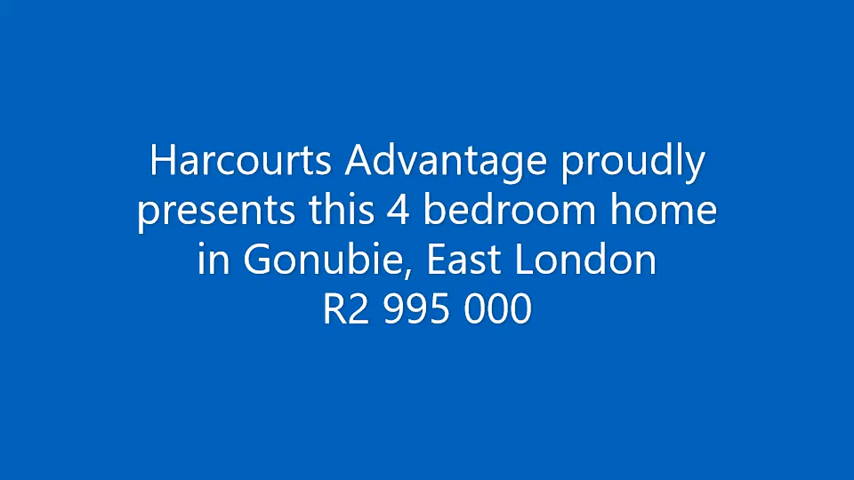 Harcourts Advantage proudly
presents this 4 bedroom home
in Gonubie, East London
R2 995 000